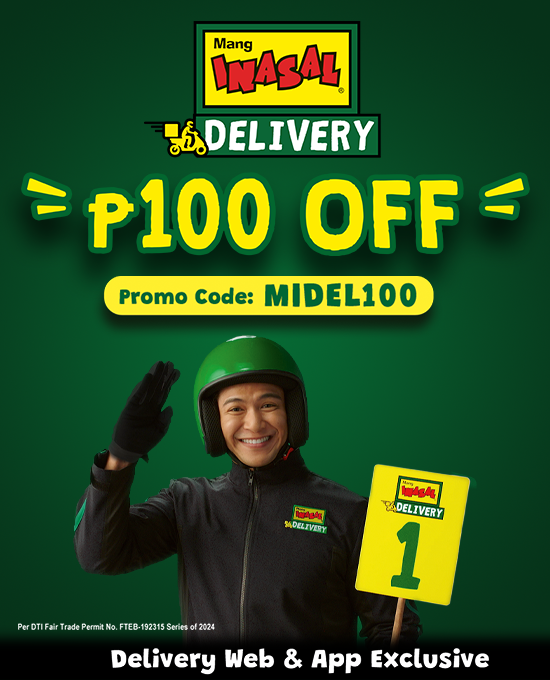 Mang
INASAL®
DELIVERY
₱100 OFF
Promo Code: MIDEL100
Mang
INASAL
DELIVERY
Mang
INASAL
DELIVERY
1
Per DTI Fair Trade Permit No. FTEB-192315 Series of 2024
Delivery Web & App Exclusive